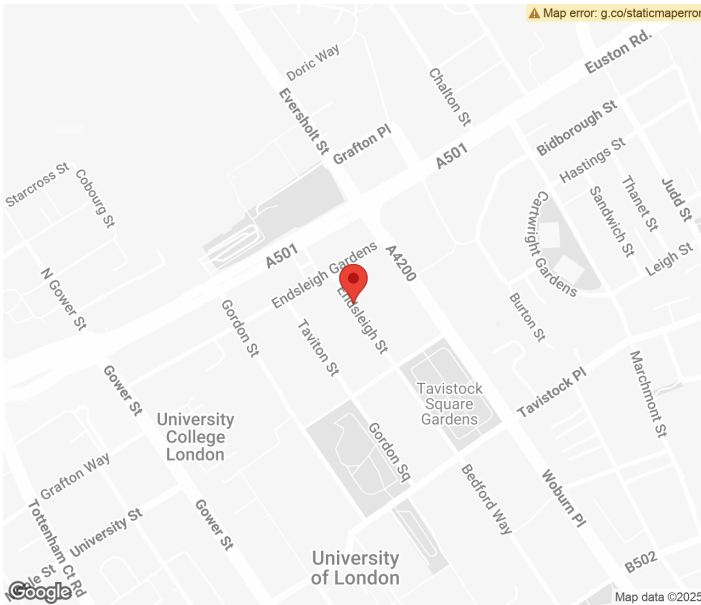 Map error: g.co/staticmaperror
Euston Rd.
Doric Way
Chalton St
Eversholt St
Grafton Pl
Bidborough St
A501
Hastings St
Starcross St
Cobourg St
Thanet St
Judd St
Sandwich St
Cartwright Gardens
Leigh St
A501
Endsleigh Gardens
A4200
N Gower St
Endsleigh St
Gordon St
Taviton St
Burton St
Marchmont St
Gower St
Tavistock
Square
Gardens
Tavistock Pl
University
College
London
Gordon Sq
Grafton Way
Bedford Way
Woburn Pl
Tottenham Ct Rd
University St
Gower St
University
of London
B502
Google
Map data ©2025